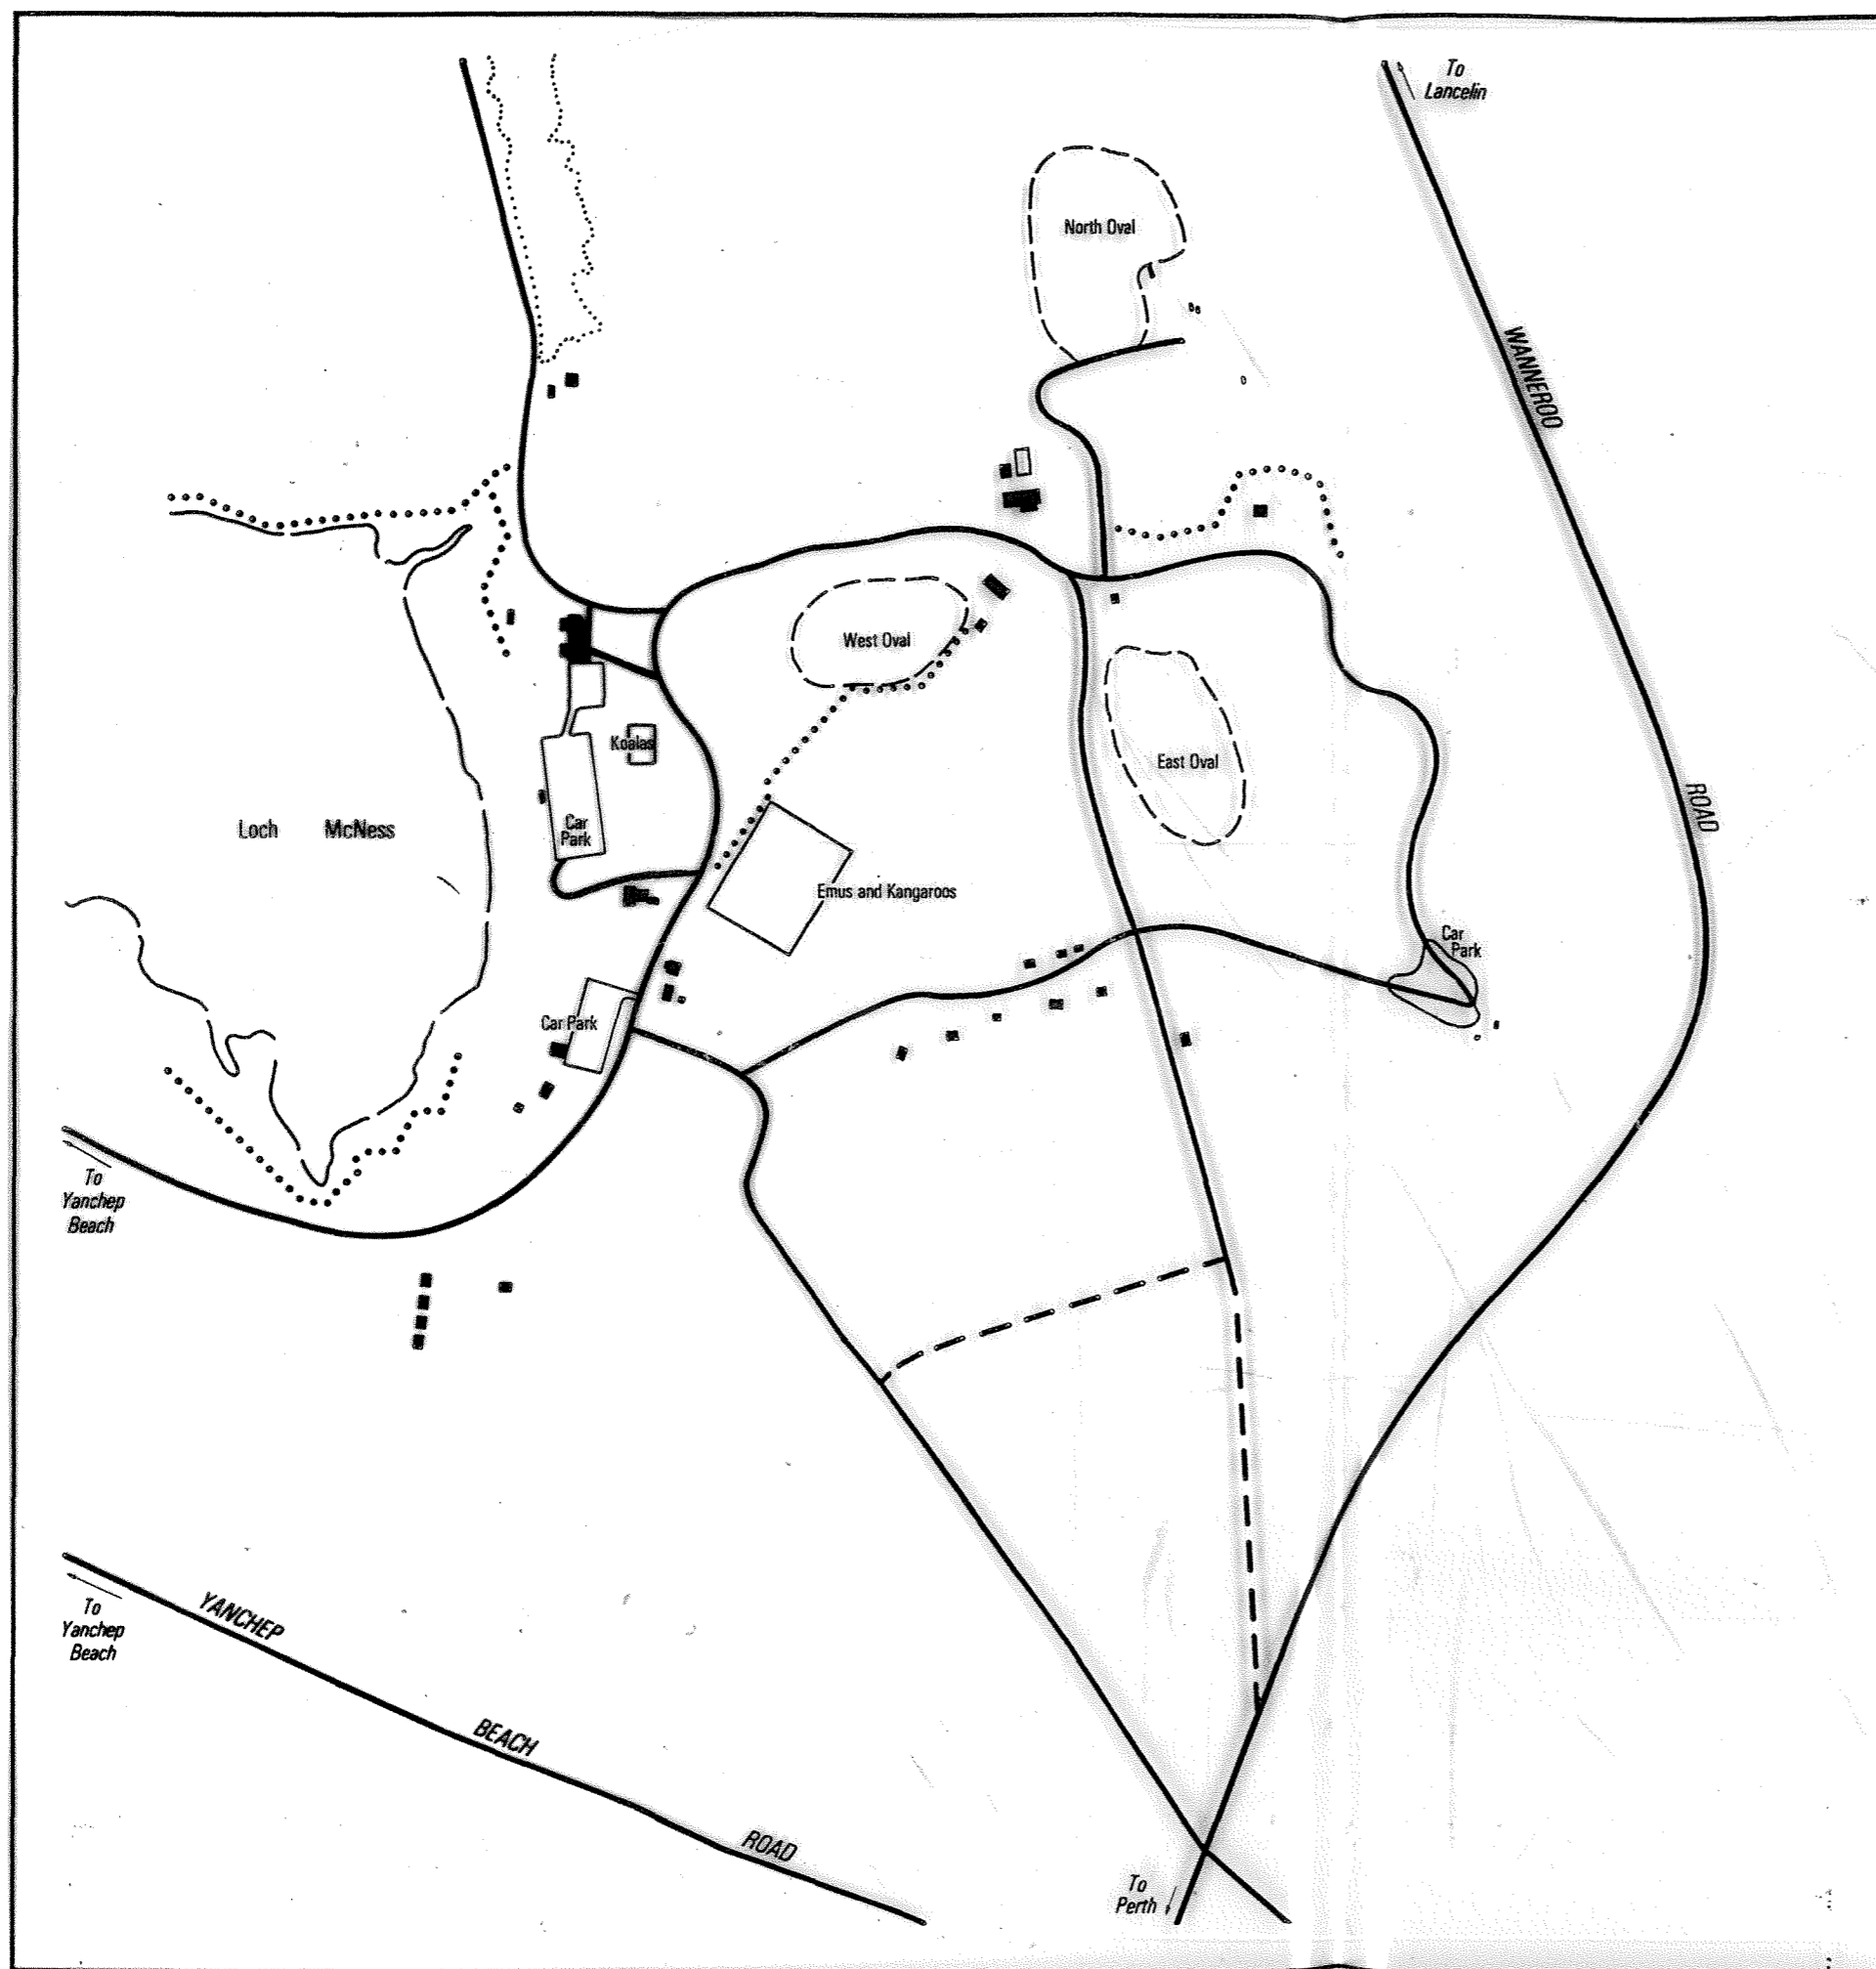 To
Lancelin
North Oval
WANNEROO
West Oval
Koalas
East Oval
ROAD
Loch McNess
Car
Park
Emus and Kangaroos
Car
Park
Car Park
To
Yanchep
Beach
To
Yanchep
Beach
YANCHEP
BEACH
ROAD
To
Perth